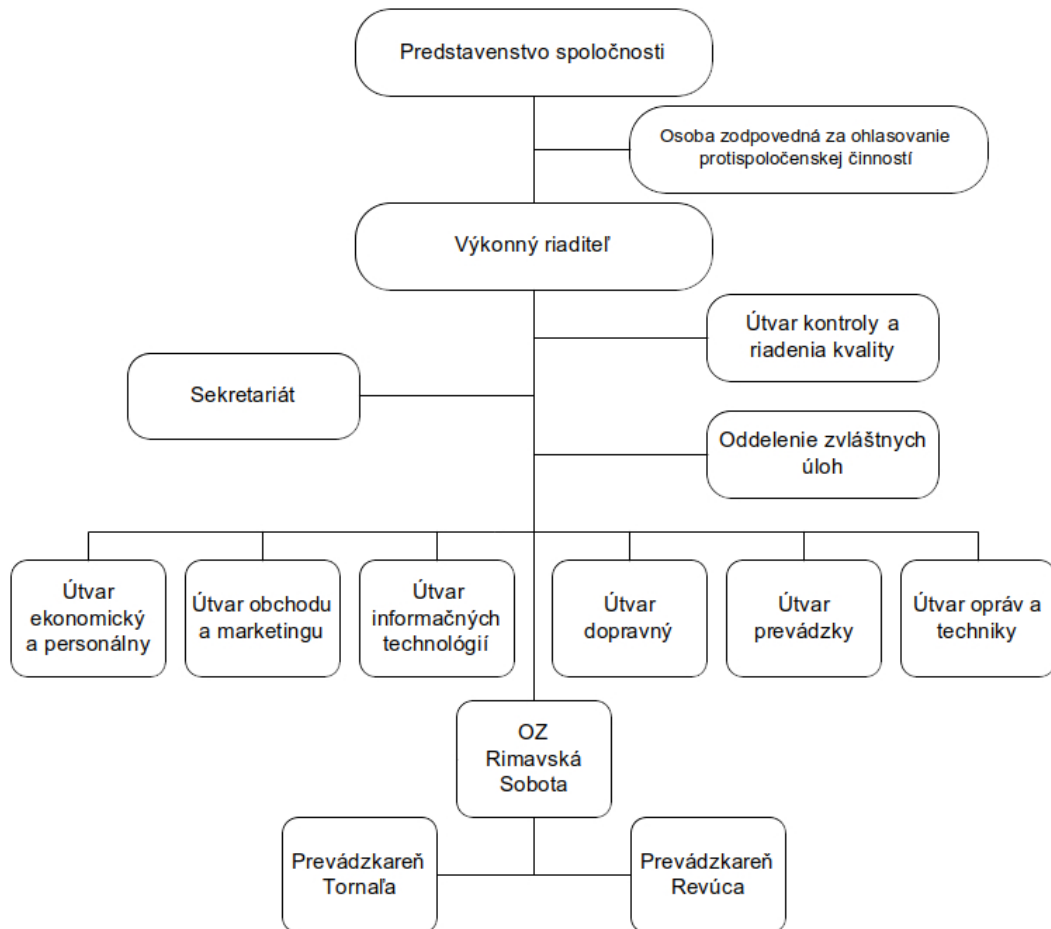 Predstavenstvo spoločnosti
Osoba zodpovedná za ohlasovanie
protispoločenskej činností
Výkonný riaditeľ
Útvar kontroly a
riadenia kvality
Sekretariát
Oddelenie zvláštnych
úloh
Útvar
ekonomický
a personálny
Útvar obchodu
a marketingu
Útvar
informačných
technológií
Útvar
dopravný
Útvar
prevádzky
Útvar opráv a
techniky
OZ
Rimavská
Sobota
Prevádzkareň
Tornaľa
Prevádzkareň
Revúca